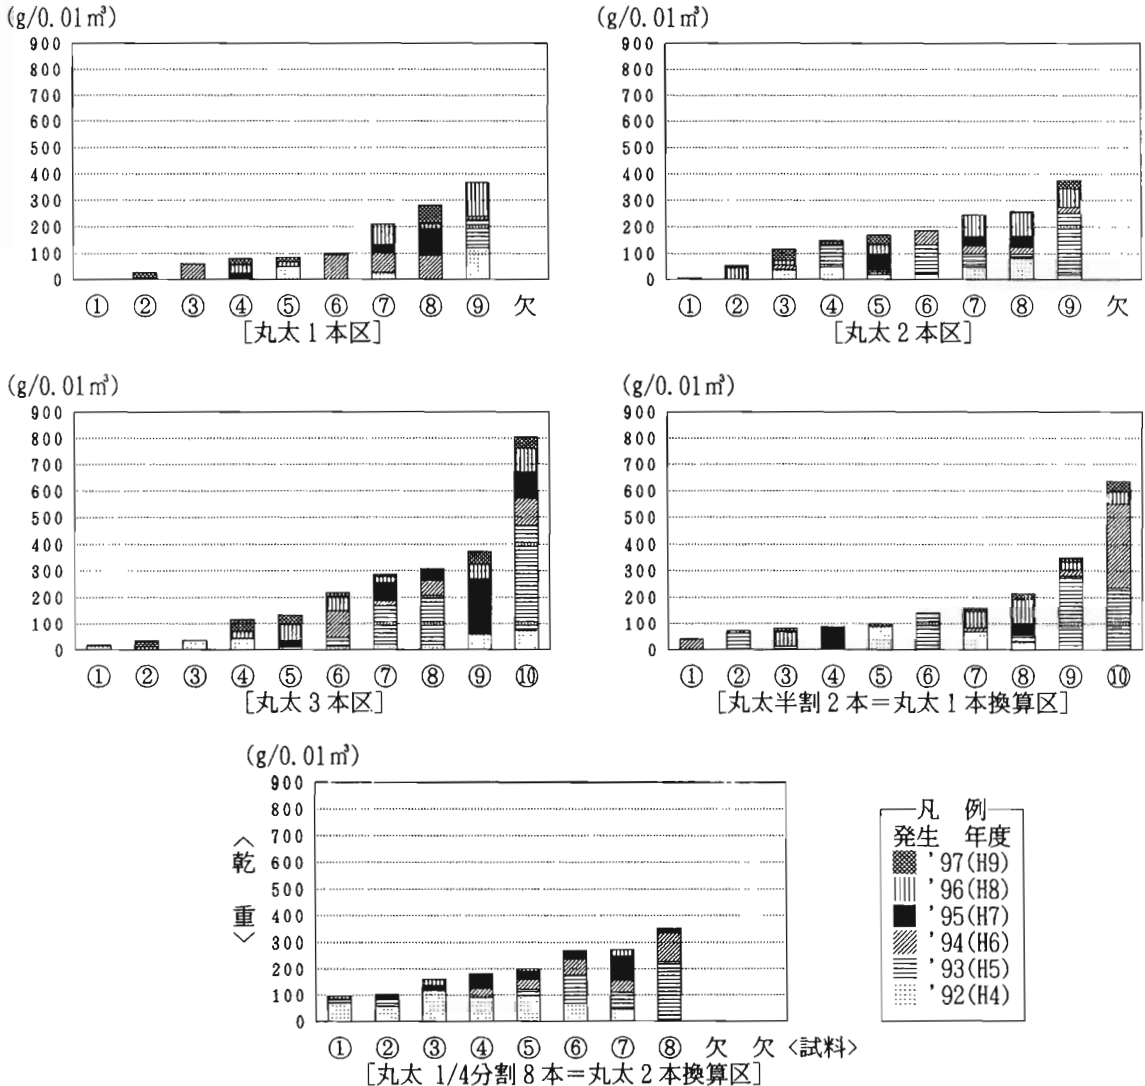 (g/0.01㎥)
900
800
700
600
500
400
300
200
100
0
① ② ③ ④ ⑤ ⑥ ⑦ ⑧ ⑨ 欠
[丸太1本区]
(g/0.01㎥)
900
800
700
600
500
400
300
200
100
0
① ② ③ ④ ⑤ ⑥ ⑦ ⑧ ⑨ 欠
[丸太2本区]
(g/0.01㎥)
900
800
700
600
500
400
300
200
100
0
① ② ③ ④ ⑤ ⑥ ⑦ ⑧ ⑨ ⑩
[丸太3本区]
(g/0.01㎥)
900
800
700
600
500
400
300
200
100
0
① ② ③ ④ ⑤ ⑥ ⑦ ⑧ ⑨ ⑩
[丸太半割2本=丸太1本換算区]
(g/0.01㎥)
〈乾重〉
900
800
700
600
500
400
300
200
100
0
① ② ③ ④ ⑤ ⑥ ⑦ ⑧ 欠 欠 <試料>
[丸太 1/4分割8本=丸太2本換算区]
凡 例
発生 年度
'97(H9)
'96(H8)
'95(H7)
'94(H6)
'93(H5)
'92(H4)